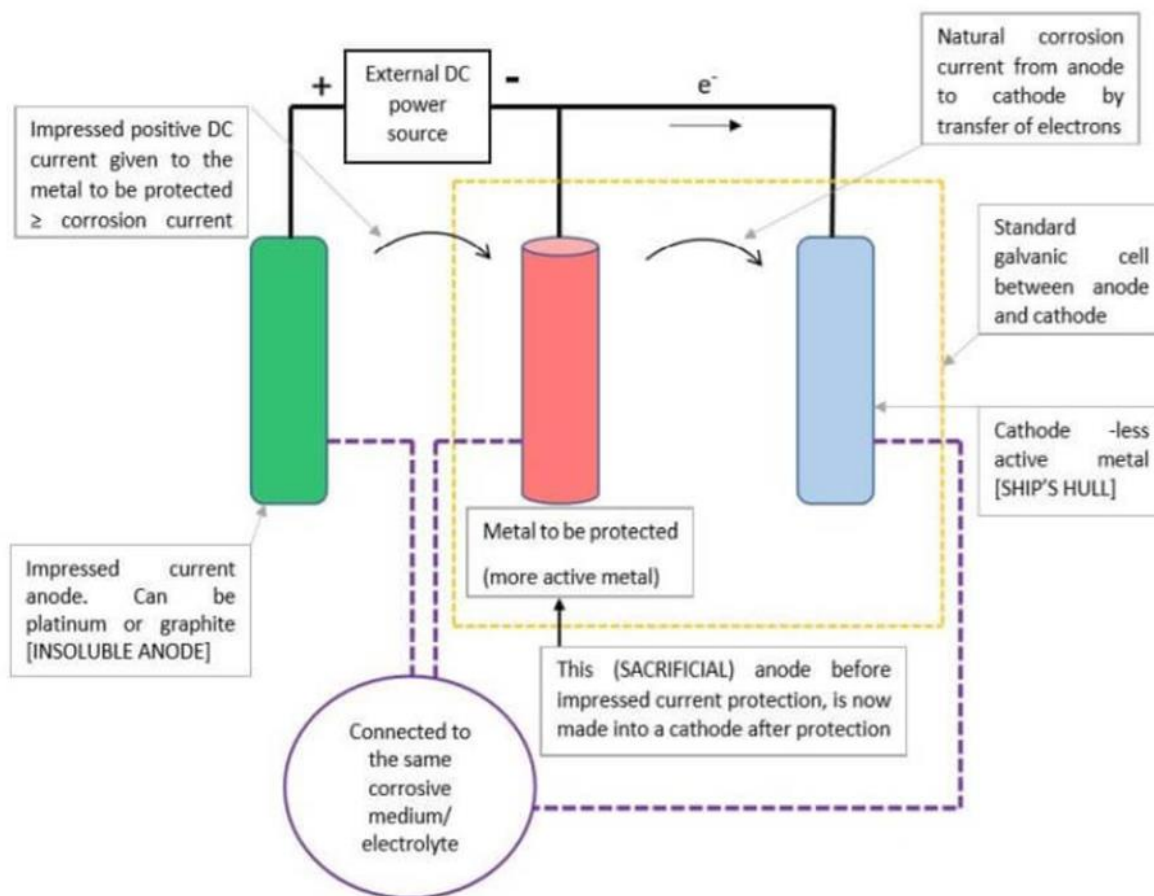 Impressed positive DC
current given to the
metal to be protected
≥ corrosion current
+
External DC
power
source
-
e-
Natural corrosion
current from anode
to cathode by
transfer of electrons
Standard
galvanic cell
between anode
and cathode
Cathode -less
active metal
[SHIP'S HULL]
Metal to be protected
(more active metal)
Impressed current
anode. Can be
platinum or graphite
[INSOLUBLE ANODE]
This (SACRIFICIAL) anode before
impressed current protection, is now
made into a cathode after protection
Connected to
the same
corrosive
medium/
electrolyte